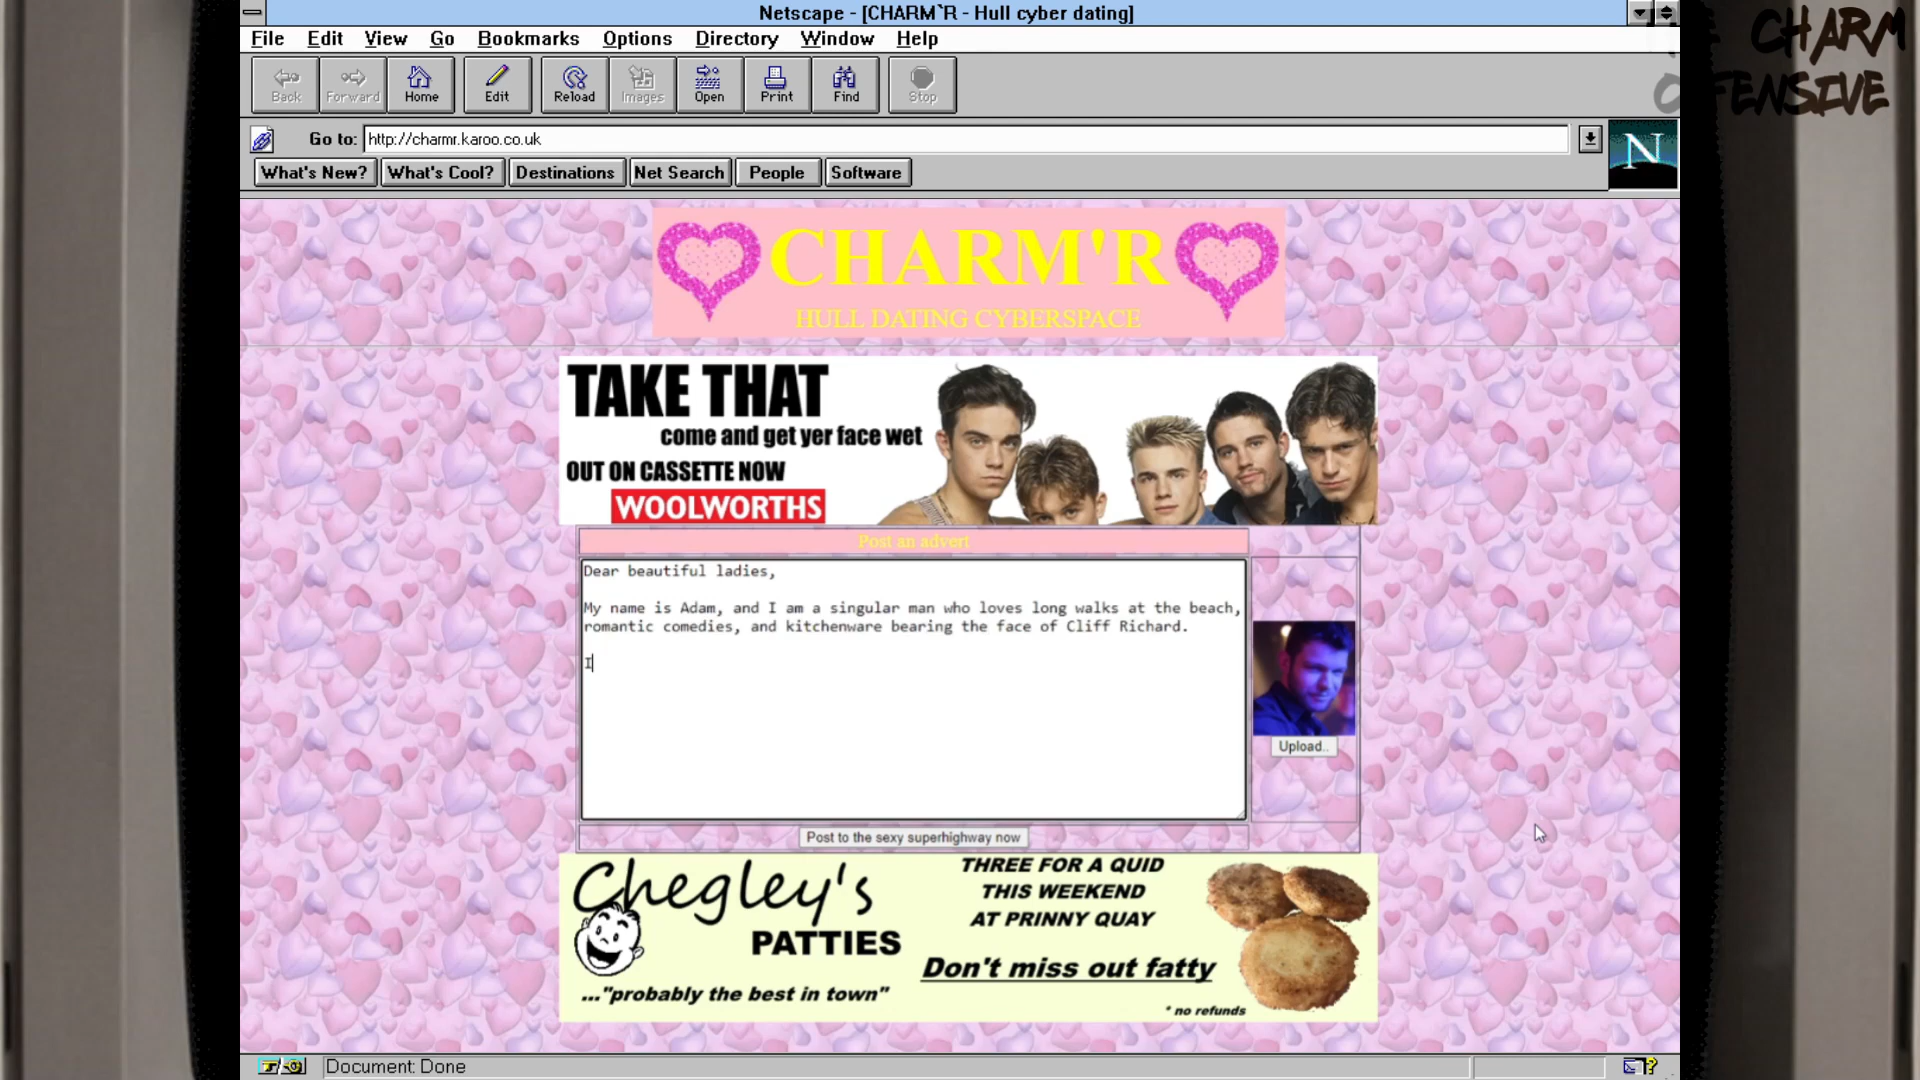 Netscape - [CHARM`R - Hull cyber dating]
CHARM
OFFENSIVE
File Edit View Go Bookmarks Options Directory Window Help
Back Forward Home Edit Reload Images Open Print Find Stop
Go to: http://charmr.karoo.co.uk
N
What's New? What's Cool? Destinations Net Search People Software
CHARM'R
HULL DATING CYBERSPACE
TAKE THAT
come and get yer face wet
OUT ON CASSETTE NOW
WOOLWORTHS
Post an advert
Dear beautiful ladies,
My name is Adam, and I am a singular man who loves long walks at the beach,
romantic comedies, and kitchenware bearing the face of Cliff Richard.
I
Upload..
Post to the sexy superhighway now
Chegley's
PATTIES
..."probably the best in town"
THREE FOR A QUID
THIS WEEKEND
AT PRINNY QUAY
Don't miss out fatty
* no refunds
Document: Done